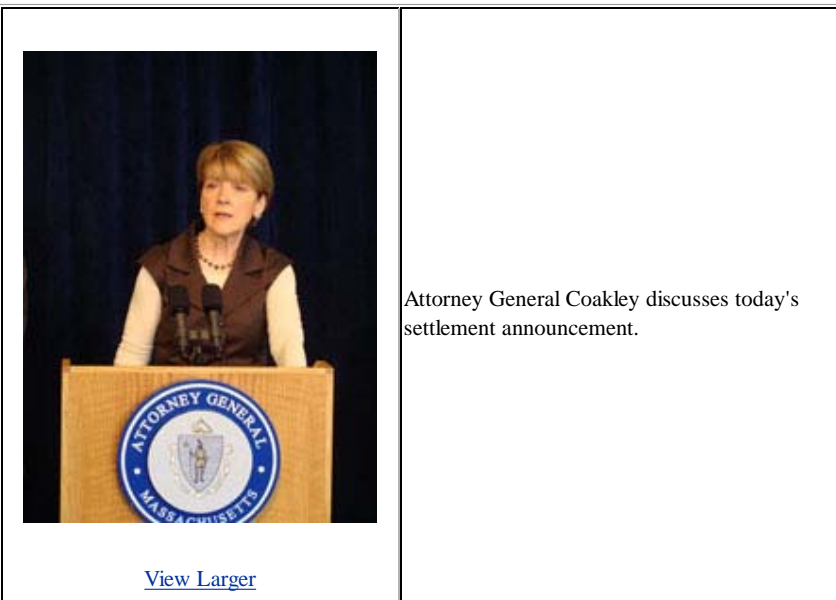 ATTORNEY GENERAL
MASSACHUSETTS
View Larger
Attorney General Coakley discusses today's
settlement announcement.